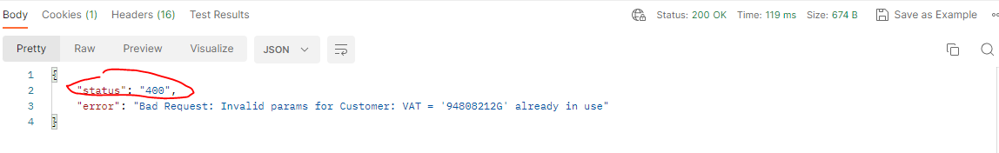 Body Cookies (1) Headers (16) Test Results Status: 200 OK Time: 119 ms Size: 674 B Save as Example
Pretty Raw Preview Visualize JSON
1 {
2 "status": "400",
3 "error": "Bad Request: Invalid params for Customer: VAT = '94808212G' already in use"
4 }